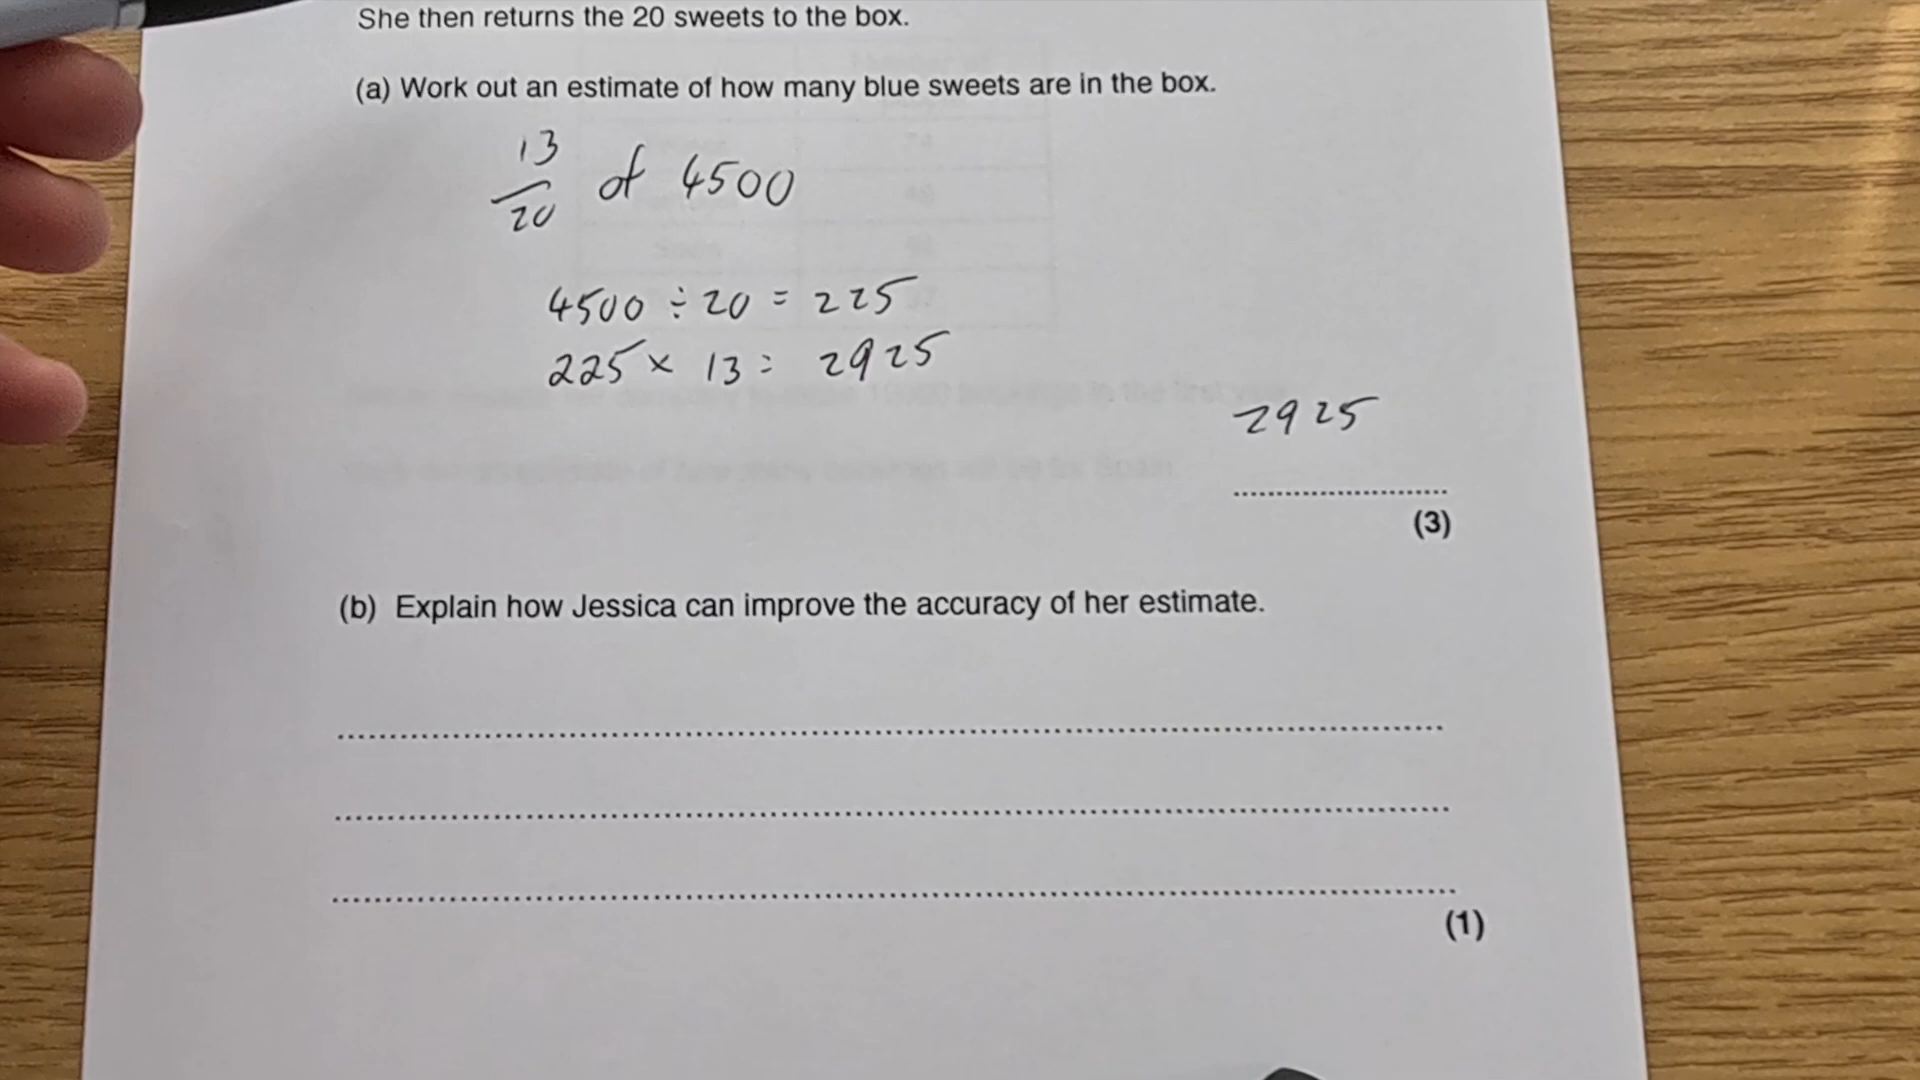 She then returns the 20 sweets to the box.
(a) Work out an estimate of how many blue sweets are in the box.
13
20
of 4500
4500 ÷ 20 = 225
225 × 13 = 2925
2925
(3)
(b) Explain how Jessica can improve the accuracy of her estimate.
(1)